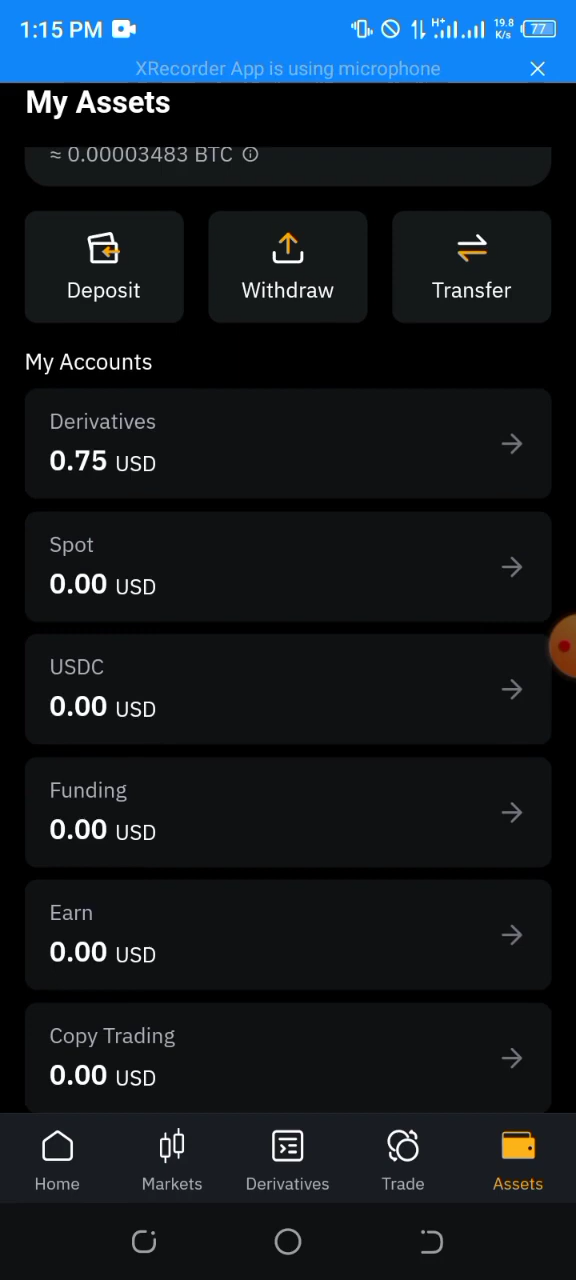 1:15 PM
H+
19.8
K/s
77
XRecorder App is using microphone
My Assets
≈ 0.00003483 BTC
Deposit
Withdraw
Transfer
My Accounts
Derivatives
0.75 USD
Spot
0.00 USD
USDC
0.00 USD
Funding
0.00 USD
Earn
0.00 USD
Copy Trading
0.00 USD
Home
Markets
Derivatives
Trade
Assets